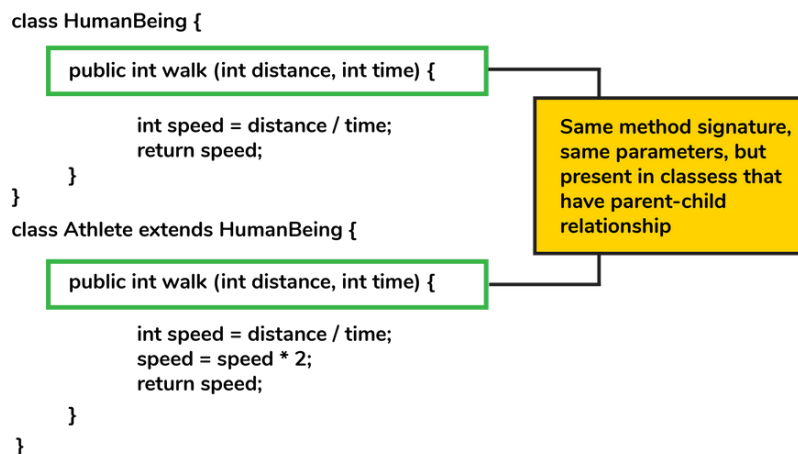 class HumanBeing {
public int walk (int distance, int time) {
int speed = distance / time;
return speed;
}
}
Same method signature,
same parameters, but
present in classess that
have parent-child
relationship
class Athlete extends HumanBeing {
public int walk (int distance, int time) {
int speed = distance / time;
speed = speed * 2;
return speed;
}
}